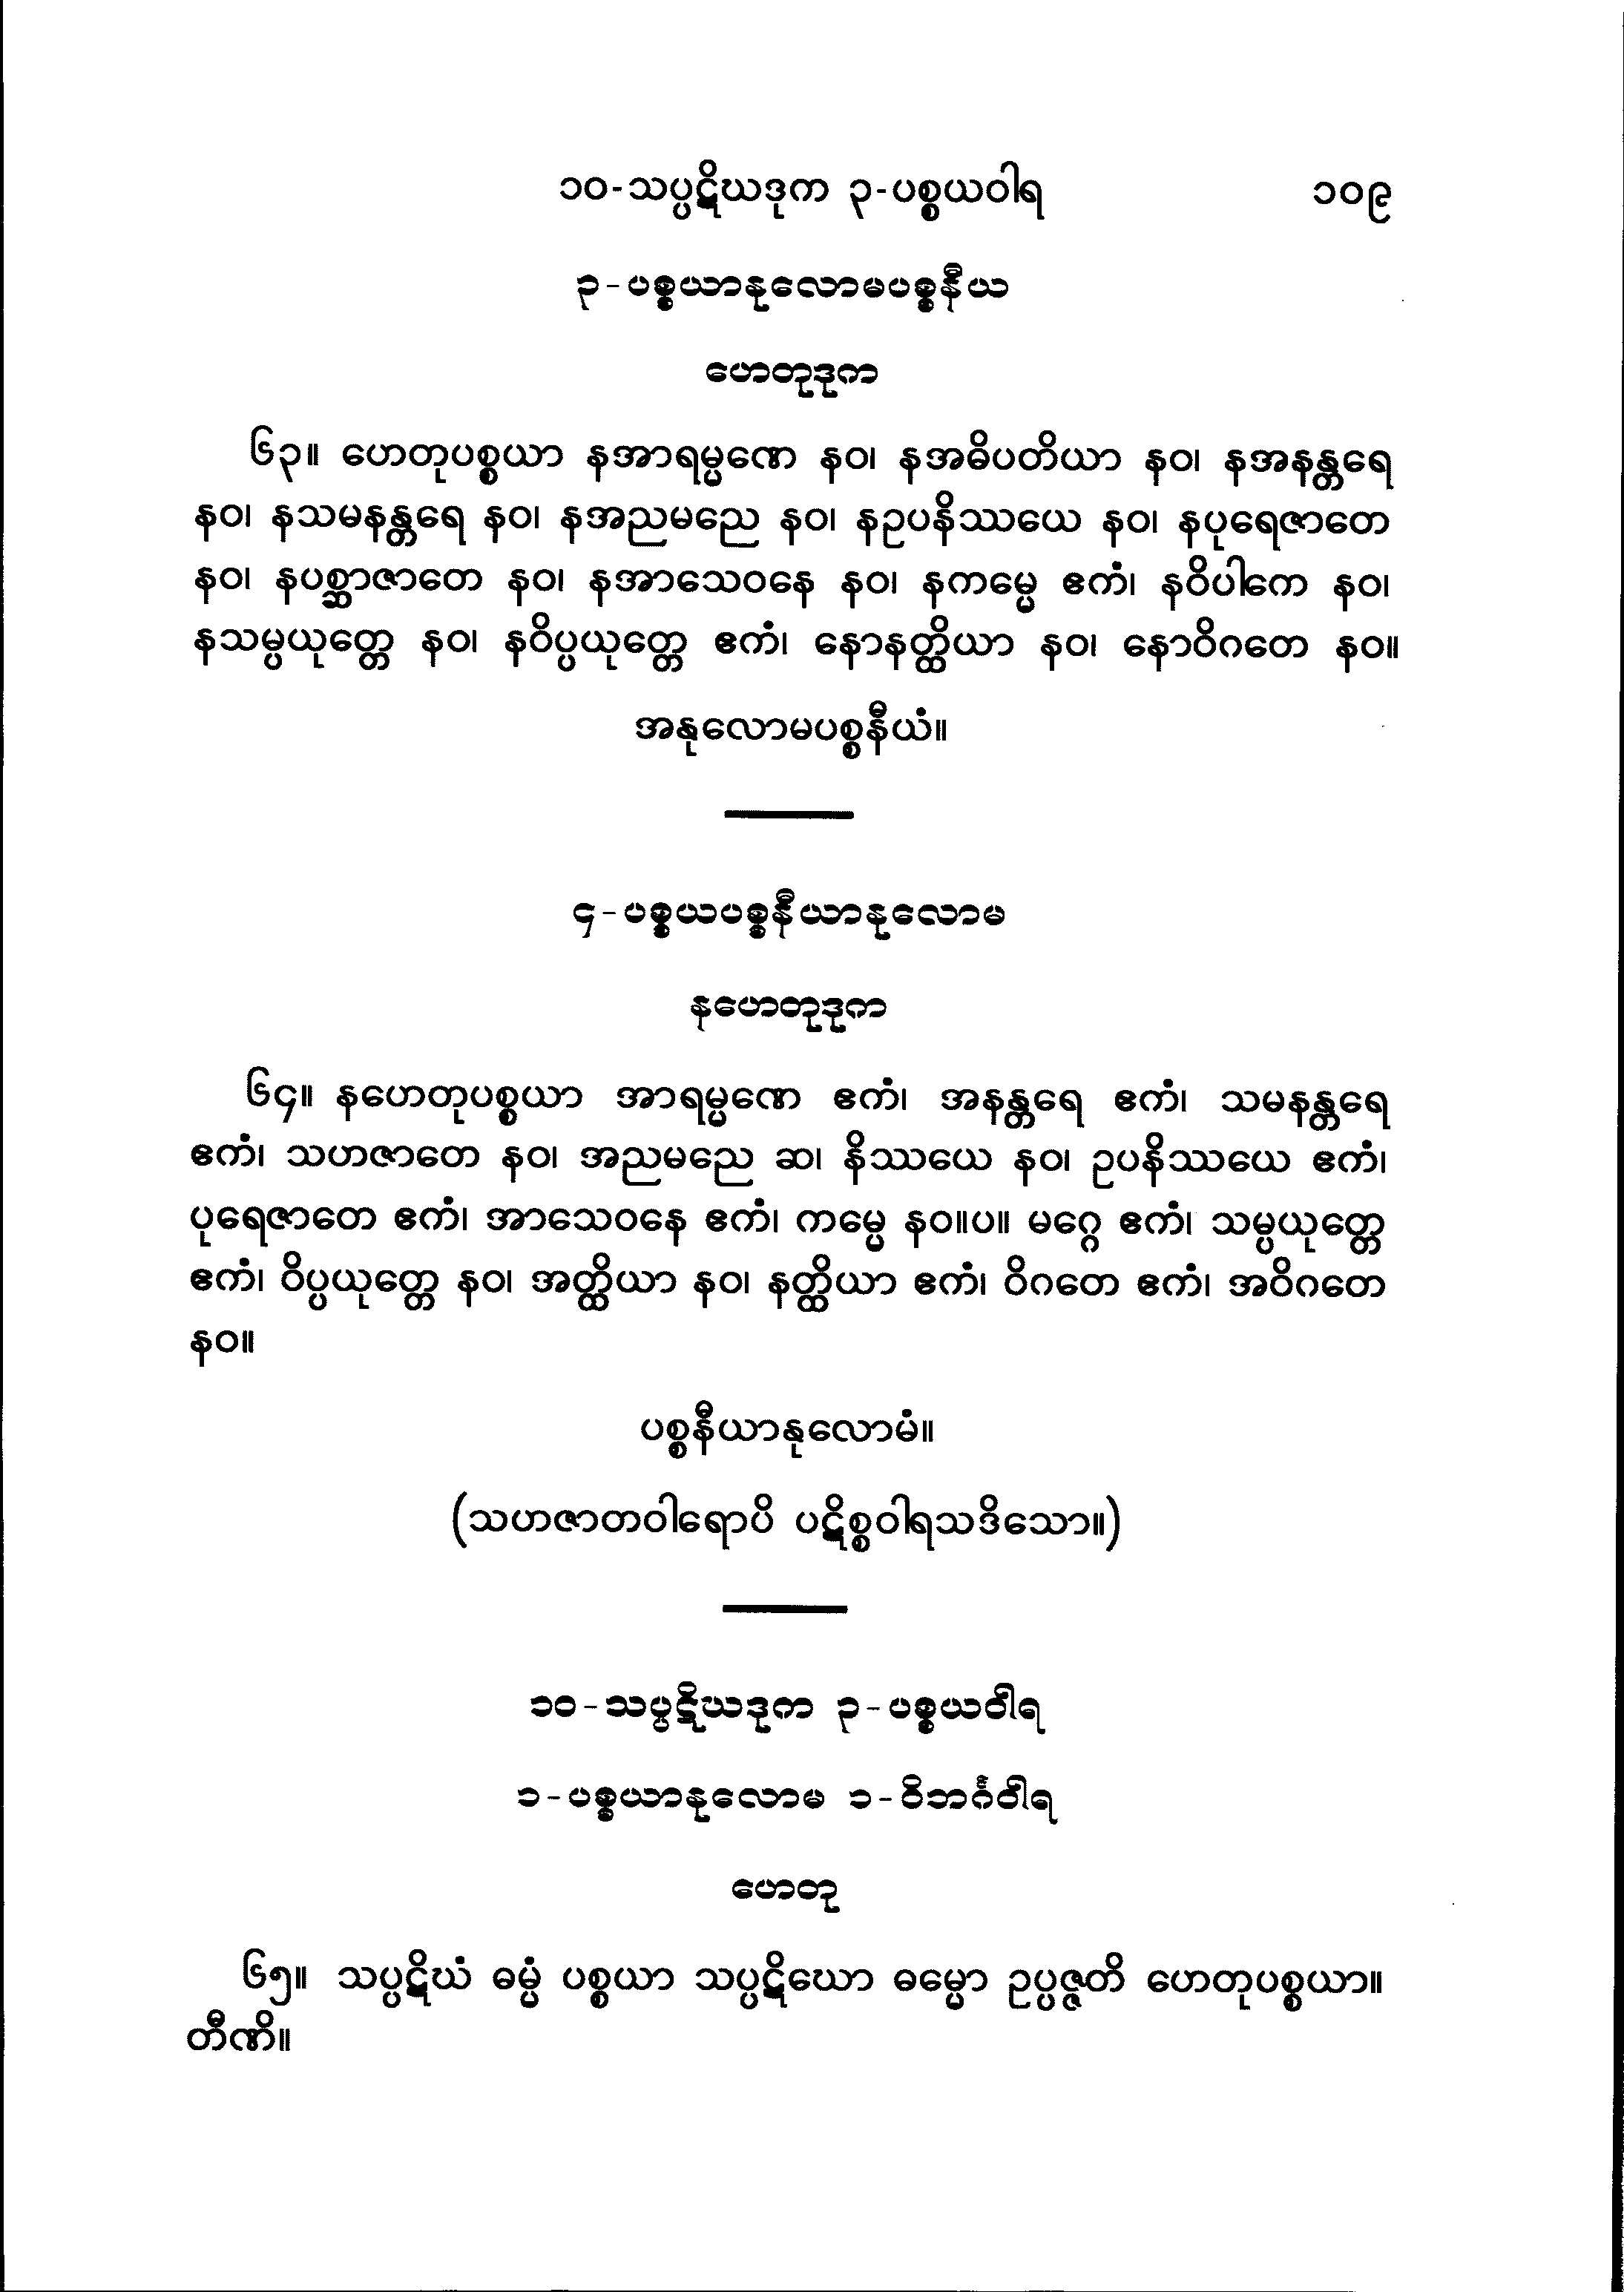 ၁၀-သပ္ပဋိဃဒုက ၃-ပစ္စယဝါရ ၁၀၉
၃-ပစ္စယာနုလောမပစ္စနီယ
ဟေတုဒုက
၆၃။ ဟေတုပစ္စယာ နအာရမ္မဏေ နဝ၊ နအဓိပတိယာ နဝ၊ နအနန္တရေ
နဝ၊ နသမနန္တရေ နဝ၊ နအညမညေ နဝ၊ နဥပနိဿယေ နဝ၊ နပုရေဇာတေ
နဝ၊ နပစ္ဆာဇာတေ နဝ၊ နအာသေဝနေ နဝ၊ နကမ္မေ ဧကံ၊ နဝိပါကေ နဝ၊
နသမ္ပယုတ္တေ နဝ၊ နဝိပ္ပယုတ္တေ ဧကံ၊ နောနတ္ထိယာ နဝ၊ နောဝိဂတေ နဝ။
အနုလောမပစ္စနီယံ။
၄-ပစ္စယပစ္စနီယာနုလောမ
နဟေတုဒုက
၆၄။ နဟေတုပစ္စယာ အာရမ္မဏေ ဧကံ၊ အနန္တရေ ဧကံ၊ သမနန္တရေ
ဧကံ၊ သဟဇာတေ နဝ၊ အညမညေ ဆ၊ နိဿယေ နဝ၊ ဥပနိဿယေ ဧကံ၊
ပုရေဇာတေ ဧကံ၊ အာသေဝနေ ဧကံ၊ ကမ္မေ နဝ။ပ။ မဂ္ဂေ ဧကံ၊ သမ္ပယုတ္တေ
ဧကံ၊ ဝိပ္ပယုတ္တေ နဝ၊ အတ္ထိယာ နဝ၊ နတ္ထိယာ ဧကံ၊ ဝိဂတေ ဧကံ၊ အဝိဂတေ
နဝ။
ပစ္စနီယာနုလောမံ။
(သဟဇာတဝါရောပိ ပဋိစ္စဝါရသဒိသော။)
၁၀-သပ္ပဋိဃဒုက ၃-ပစ္စယဝါရ
၁-ပစ္စယာနုလောမ ၁-ဝိဘင်္ဂဝါရ
ဟေတု
၆၅။ သပ္ပဋိဃံ ဓမ္မံ ပစ္စယာ သပ္ပဋိဃော ဓမ္မော ဥပ္ပဇ္ဇတိ ဟေတုပစ္စယာ။
တီဏိ။